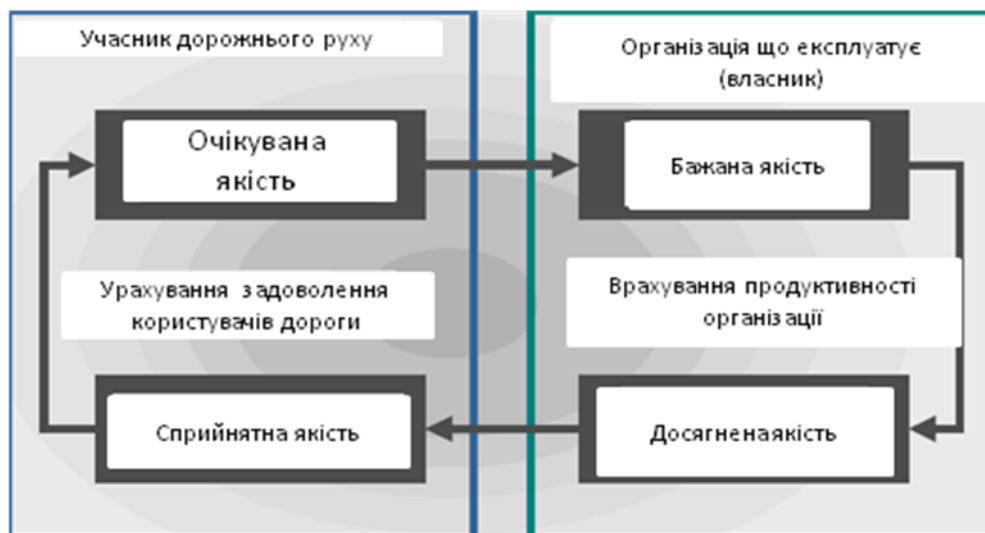 Учасник дорожнього руху
Організація що експлуатує
(власник)
Очікувана
якість
Бажана якість
Урахування задоволення
користувачів дороги
Врахування продуктивності
організації
Сприйнятна якість
Досягненаякість